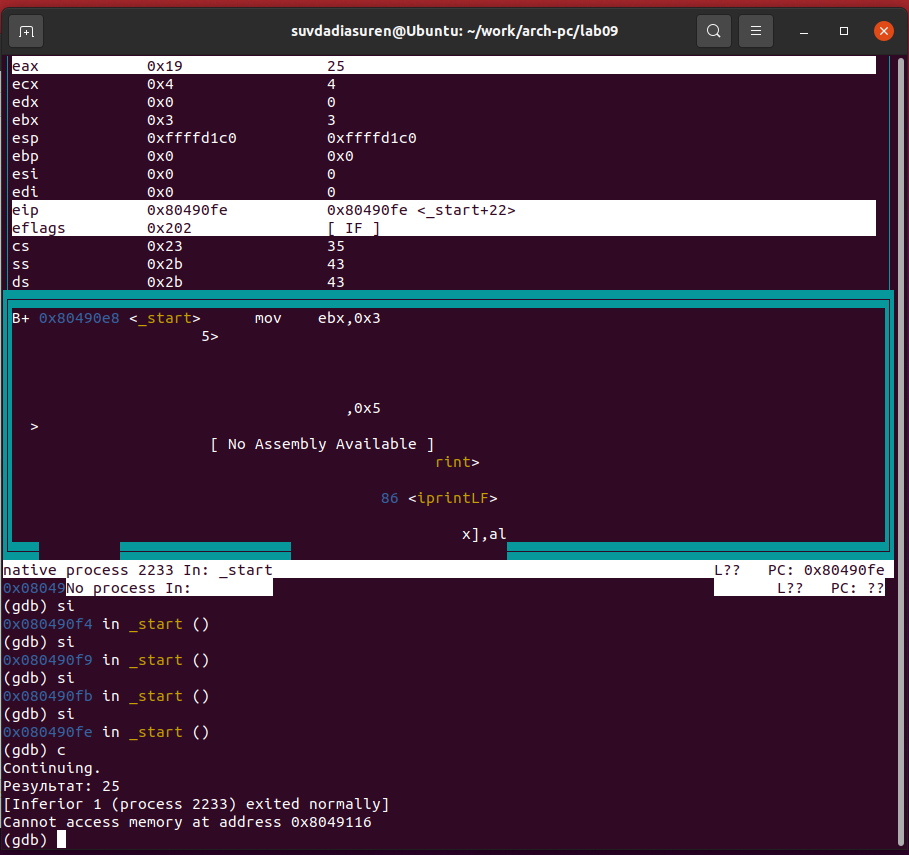 suvdadiasuren@Ubuntu: ~/work/arch-pc/lab09
eax 0x19 25
ecx 0x4 4
edx 0x0 0
ebx 0x3 3
esp 0xffffd1c0 0xffffd1c0
ebp 0x0 0x0
esi 0x0 0
edi 0x0 0
eip 0x80490fe 0x80490fe <_start+22>
eflags 0x202 [ IF ]
cs 0x23 35
ss 0x2b 43
ds 0x2b 43
B+ 0x80490e8 <_start> mov ebx,0x3
5>
,0x5
>
[ No Assembly Available ]
rint>
86 <iprintLF>
x],al
native process 2233 In: _start L?? PC: 0x80490fe
0x08049No process In: L?? PC: ??
(gdb) si
0x080490f4 in _start ()
(gdb) si
0x080490f9 in _start ()
(gdb) si
0x080490fb in _start ()
(gdb) si
0x080490fe in _start ()
(gdb) c
Continuing.
Результат: 25
[Inferior 1 (process 2233) exited normally]
Cannot access memory at address 0x8049116
(gdb)